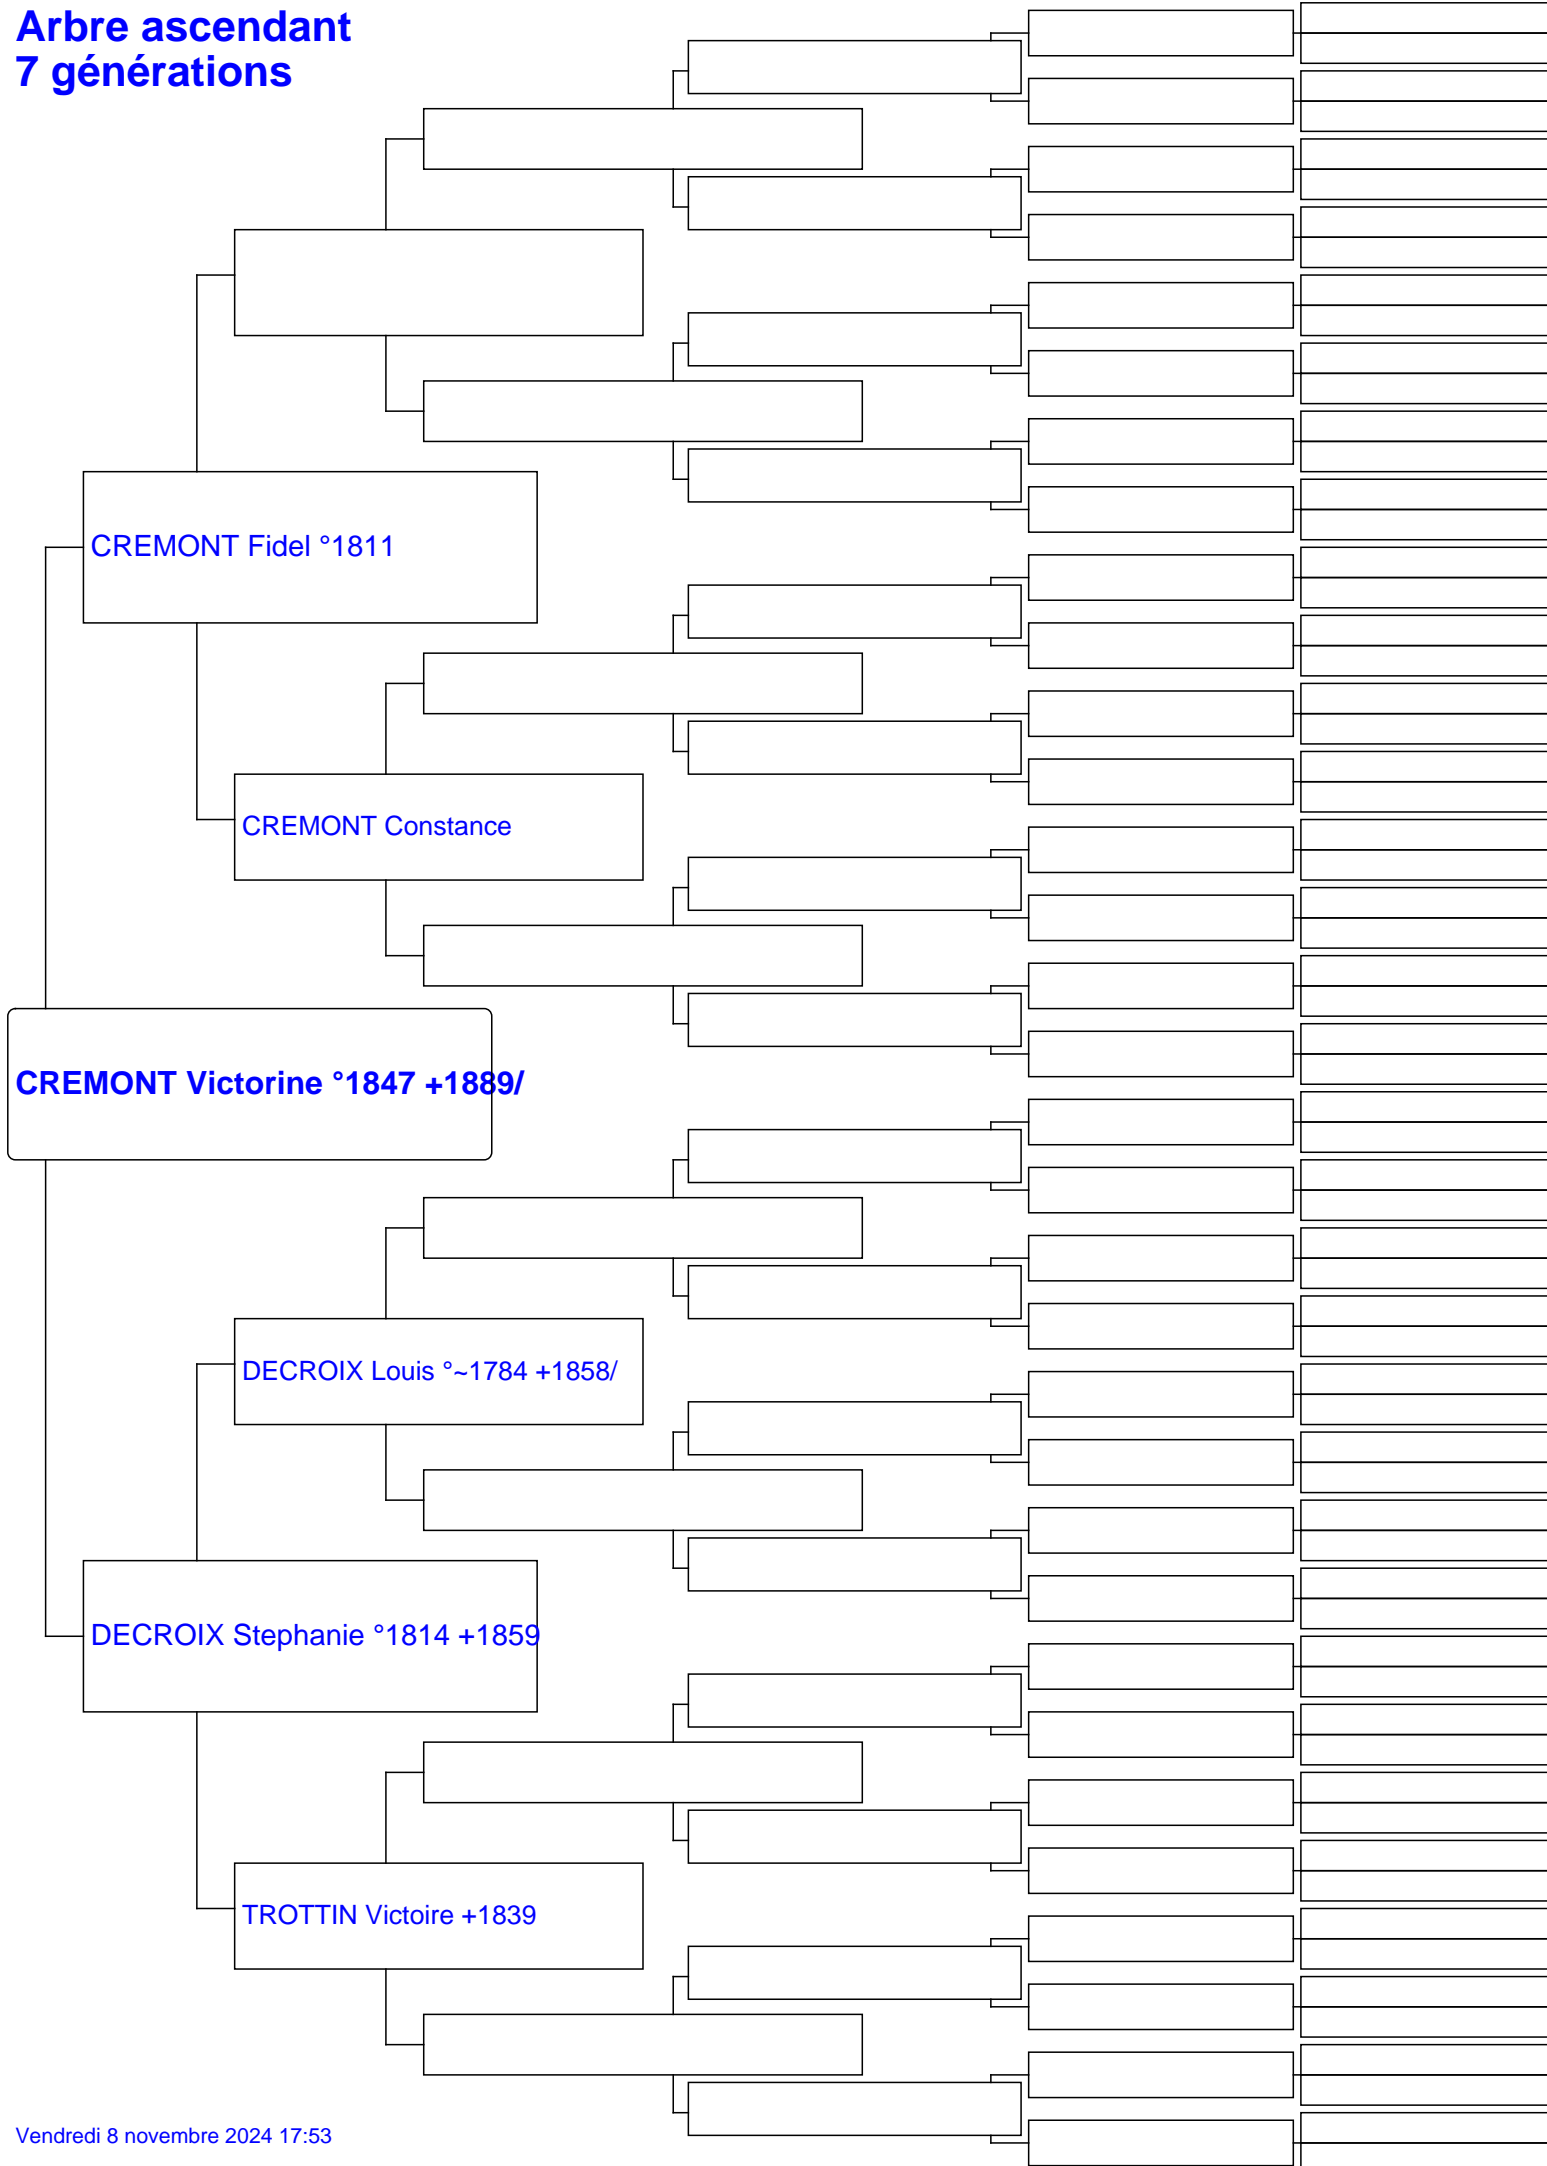 Arbre ascendant
7 générations
CREMONT Fidel °1811
CREMONT Constance
CREMONT Victorine °1847 +1889/
DECROIX Louis °~1784 +1858/
DECROIX Stephanie °1814 +1859
TROTTIN Victoire +1839
Vendredi 8 novembre 2024 17:53